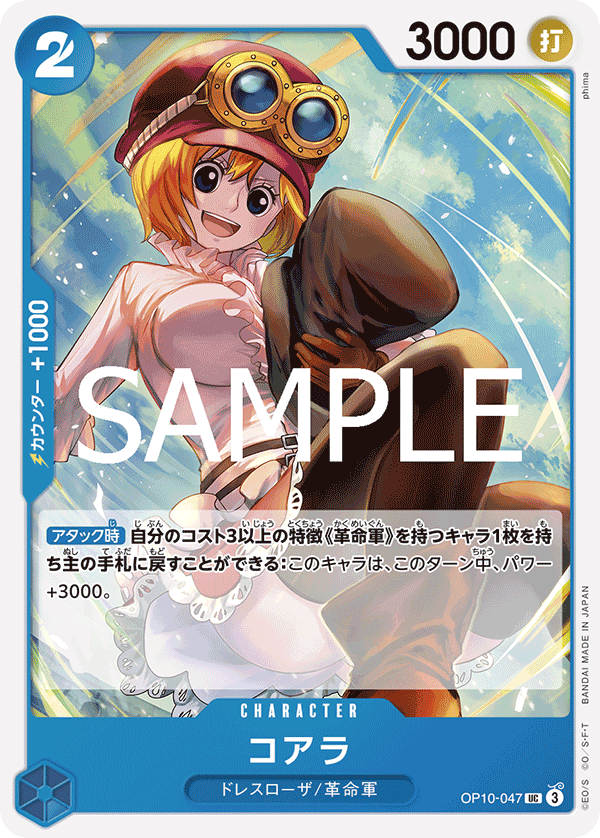 2
3000
打
phima
カウンター +1000
SAMPLE
アタック時 自分のコスト3以上の特徴《革命軍》を持つキャラ1枚を持
ち主の手札に戻すことができる：このキャラは、このターン中、パワー
+3000。
CHARACTER
コアラ
ドレスローザ/革命軍
OP10-047 UC 3
©E.O/S ©O/S・F・T BANDAI MADE IN JAPAN